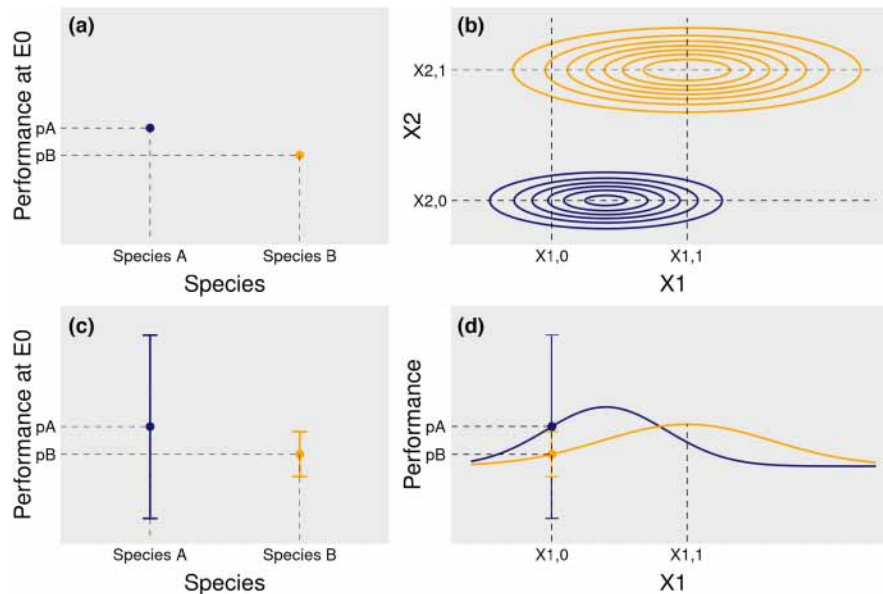 (a)
Performance at E0
pA
pB
Species A
Species B
Species
(b)
X2
X2,1
X2,0
X1,0
X1,1
X1
(c)
Performance at E0
pA
pB
Species A
Species B
Species
(d)
Performance
pA
pB
X1,0
X1,1
X1